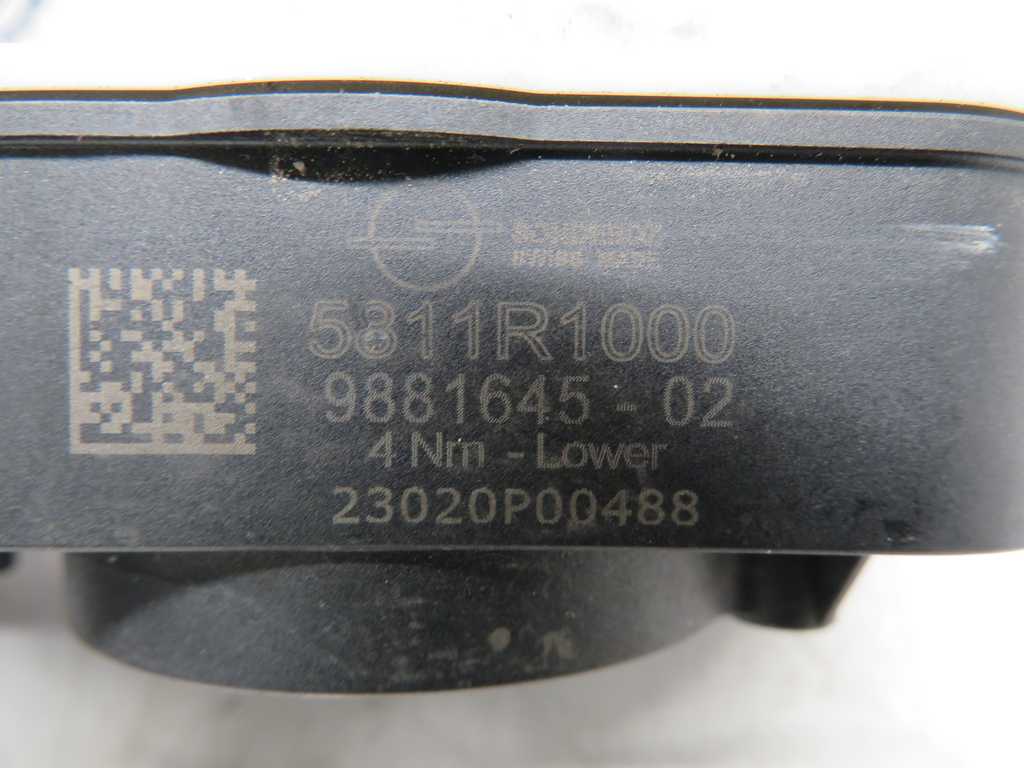 5811R1000
9881645 - 02
4 Nm - Lower
23020P00488